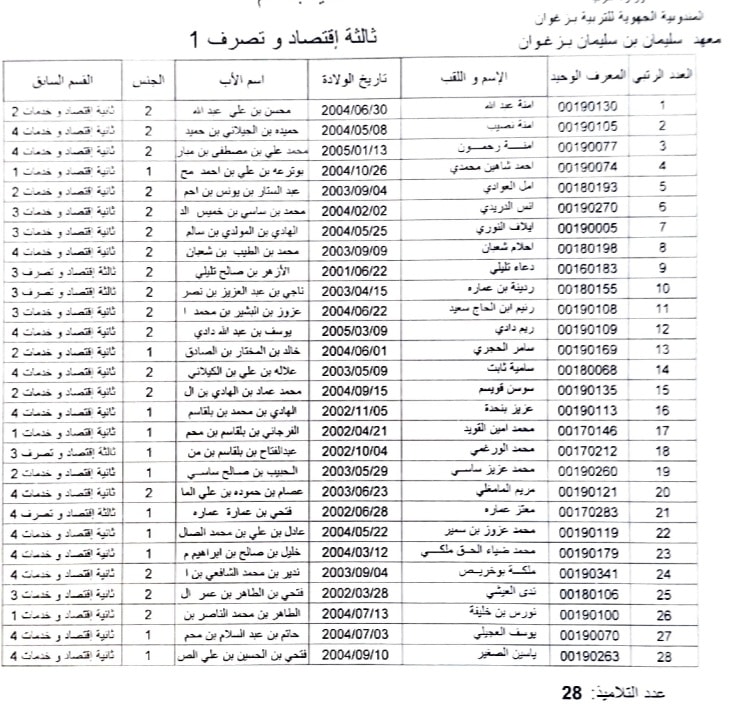 المندوبية الجهوية للتربية بزغوان
معهد سليمان بن سليمان بزغوان
ثالثة إقتصاد و تصرف 1
العدد الرتبي المعرف الوحيد الإسم و اللقب تاريخ الولادة اسم الأب الجنس القسم السابق
1 00190130 امنة عبد الله 2004/06/30 محسن بن علي عبد الله 2 ثانية إقتصاد و خدمات 2
2 00190105 امنة نصيب 2004/05/08 حميده بن الجيلاني بن حميد 2 ثانية إقتصاد و خدمات 4
3 00190077 امنـــة رحمـــون 2005/01/13 محمد علي بن مصطفى بن مبار 2 ثانية إقتصاد و خدمات 4
4 00190074 احمد شاهين محمدي 2004/10/26 بوترعه بن علي بن احمد مح 1 ثانية إقتصاد و خدمات 1
5 00180193 امل العوادي 2003/09/04 عبد الستار بن يونس بن احم 2 ثانية إقتصاد و خدمات 2
6 00190270 انس الدريدي 2004/02/02 محمد بن ساسي بن خميس الد 2 ثانية إقتصاد و خدمات 3
7 00190005 ايلاف النوري 2004/05/25 الهادي بن المولدي بن سالم 2 ثانية إقتصاد و خدمات 3
8 00180198 احلام شعبان 2003/09/09 محمد بن الطيب بن شعبان 2 ثانية إقتصاد و خدمات 4
9 00160183 دعاء تليلي 2001/06/22 الأزهر بن صالح تليلي 2 ثالثة إقتصاد و تصرف 3
10 00180155 ردينة بن عماره 2003/04/15 ناجي بن عبد العزيز بن نصر 2 ثالثة إقتصاد و تصرف 3
11 00190108 رنيم ابن الحاج سعيد 2004/06/22 عزوز بن البشير بن محمد ا 2 ثانية إقتصاد و خدمات 3
12 00190109 ريم دادي 2005/03/09 يوسف بن عبد الله دادي 2 ثانية إقتصاد و خدمات 4
13 00190169 سامر الحجري 2004/06/01 خالد بن المختار بن الصادق 1 ثانية إقتصاد و خدمات 2
14 00180068 سامية ثابت 2003/05/09 علاله بن علي بن الكيلاني 2 ثانية إقتصاد و خدمات 4
15 00190135 سوسن قويسم 2004/09/15 محمد عماد بن الهادي بن ال 2 ثانية إقتصاد و خدمات 2
16 00190113 عزيز بنحدة 2002/11/05 الهادي بن محمد بن بلقاسم 1 ثانية إقتصاد و خدمات 4
17 00170146 محمد امين القويد 2002/04/21 الفرجاني بن بلقاسم بن محم 1 ثانية إقتصاد و خدمات 1
18 00170212 محمد الورغمي 2002/10/04 عبدالفتاح بن بلقاسم بن من 1 ثالثة إقتصاد و تصرف 3
19 00190260 محمد عزيز ساسـي 2003/05/29 الحبيب بن صالح ساسـي 1 ثانية إقتصاد و خدمات 2
20 00190121 مريم المامظي 2003/06/23 عصام بن حموده بن علي الما 2 ثانية إقتصاد و خدمات 4
21 00170283 معتز عماره 2002/06/28 فتحي بن عمارة عماره 1 ثالثة إقتصاد و تصرف 4
22 00190119 محمد عزوز بن سمير 2004/05/22 عادل بن علي بن محمد الصال 1 ثانية إقتصاد و خدمات 4
23 00190179 محمد ضياء الحـق ملكـــي 2004/03/12 خليل بن صالح بن ابراهيم م 1 ثانية إقتصاد و خدمات 4
24 00190341 ملكـــة بوخريـص 2003/09/04 ندير بن محمد الشافعي بن ا 2 ثانية إقتصاد و خدمات 4
25 00180106 ندى العيشي 2002/03/28 فتحي بن الطاهر بن عمر ال 2 ثانية إقتصاد و خدمات 3
26 00190100 نورس بن خليفة 2004/07/13 الطاهر بن محمد الناصر بن 2 ثانية إقتصاد و خدمات 1
27 00190070 يوسف العجيلي 2004/07/03 حاتم بن عبد السلام بن محم 1 ثانية إقتصاد و خدمات 4
28 00190263 ياسين الصغير 2004/09/10 فتحي بن الحسين بن علي الص 1 ثانية إقتصاد و خدمات 4
عدد التلاميذ: 28